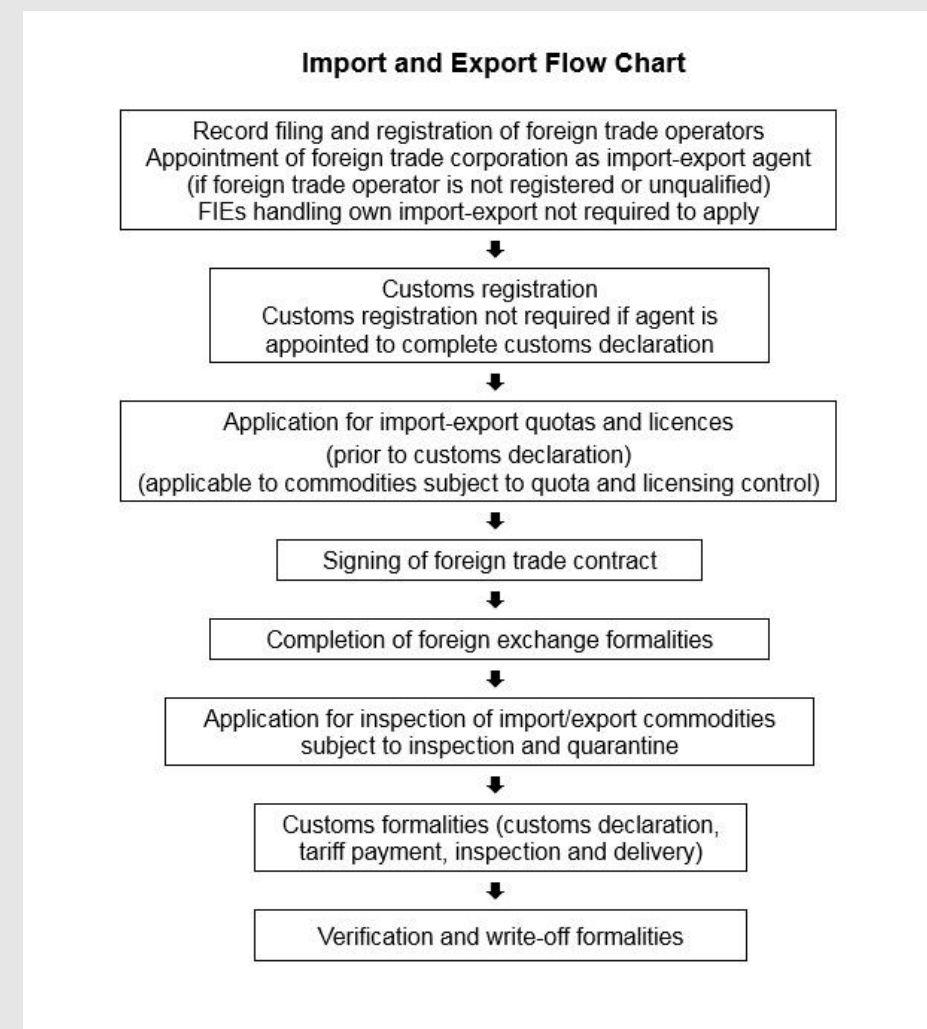 Import and Export Flow Chart
Record filing and registration of foreign trade operators
Appointment of foreign trade corporation as import-export agent
(if foreign trade operator is not registered or unqualified)
FIEs handling own import-export not required to apply
Customs registration
Customs registration not required if agent is
appointed to complete customs declaration
Application for import-export quotas and licences
(prior to customs declaration)
(applicable to commodities subject to quota and licensing control)
Signing of foreign trade contract
Completion of foreign exchange formalities
Application for inspection of import/export commodities
subject to inspection and quarantine
Customs formalities (customs declaration,
tariff payment, inspection and delivery)
Verification and write-off formalities